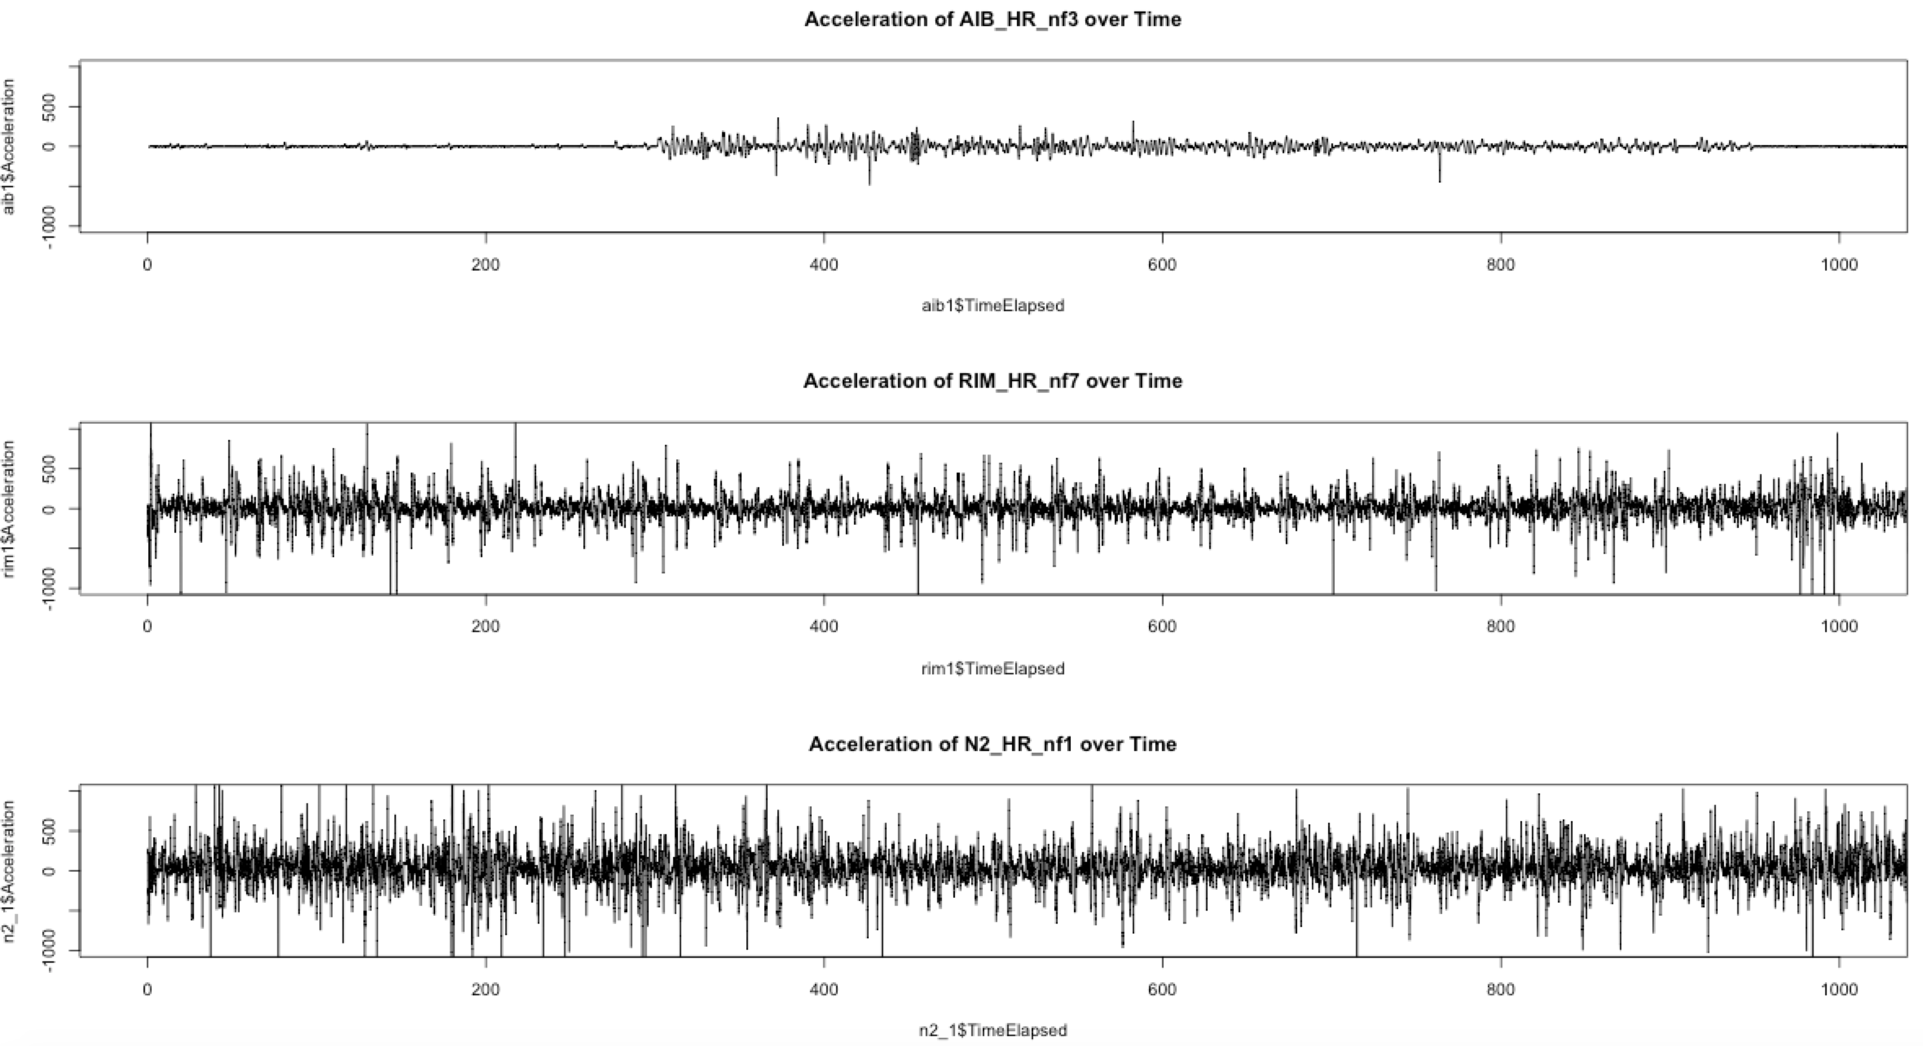 Acceleration of AIB_HR_nf3 over Time
aib1$Acceleration
500
0
-1000
0 200 400 600 800 1000
aib1$TimeElapsed
Acceleration of RIM_HR_nf7 over Time
rim1$Acceleration
500
0
-1000
0 200 400 600 800 1000
rim1$TimeElapsed
Acceleration of N2_HR_nf1 over Time
n2_1$Acceleration
500
0
-1000
0 200 400 600 800 1000
n2_1$TimeElapsed